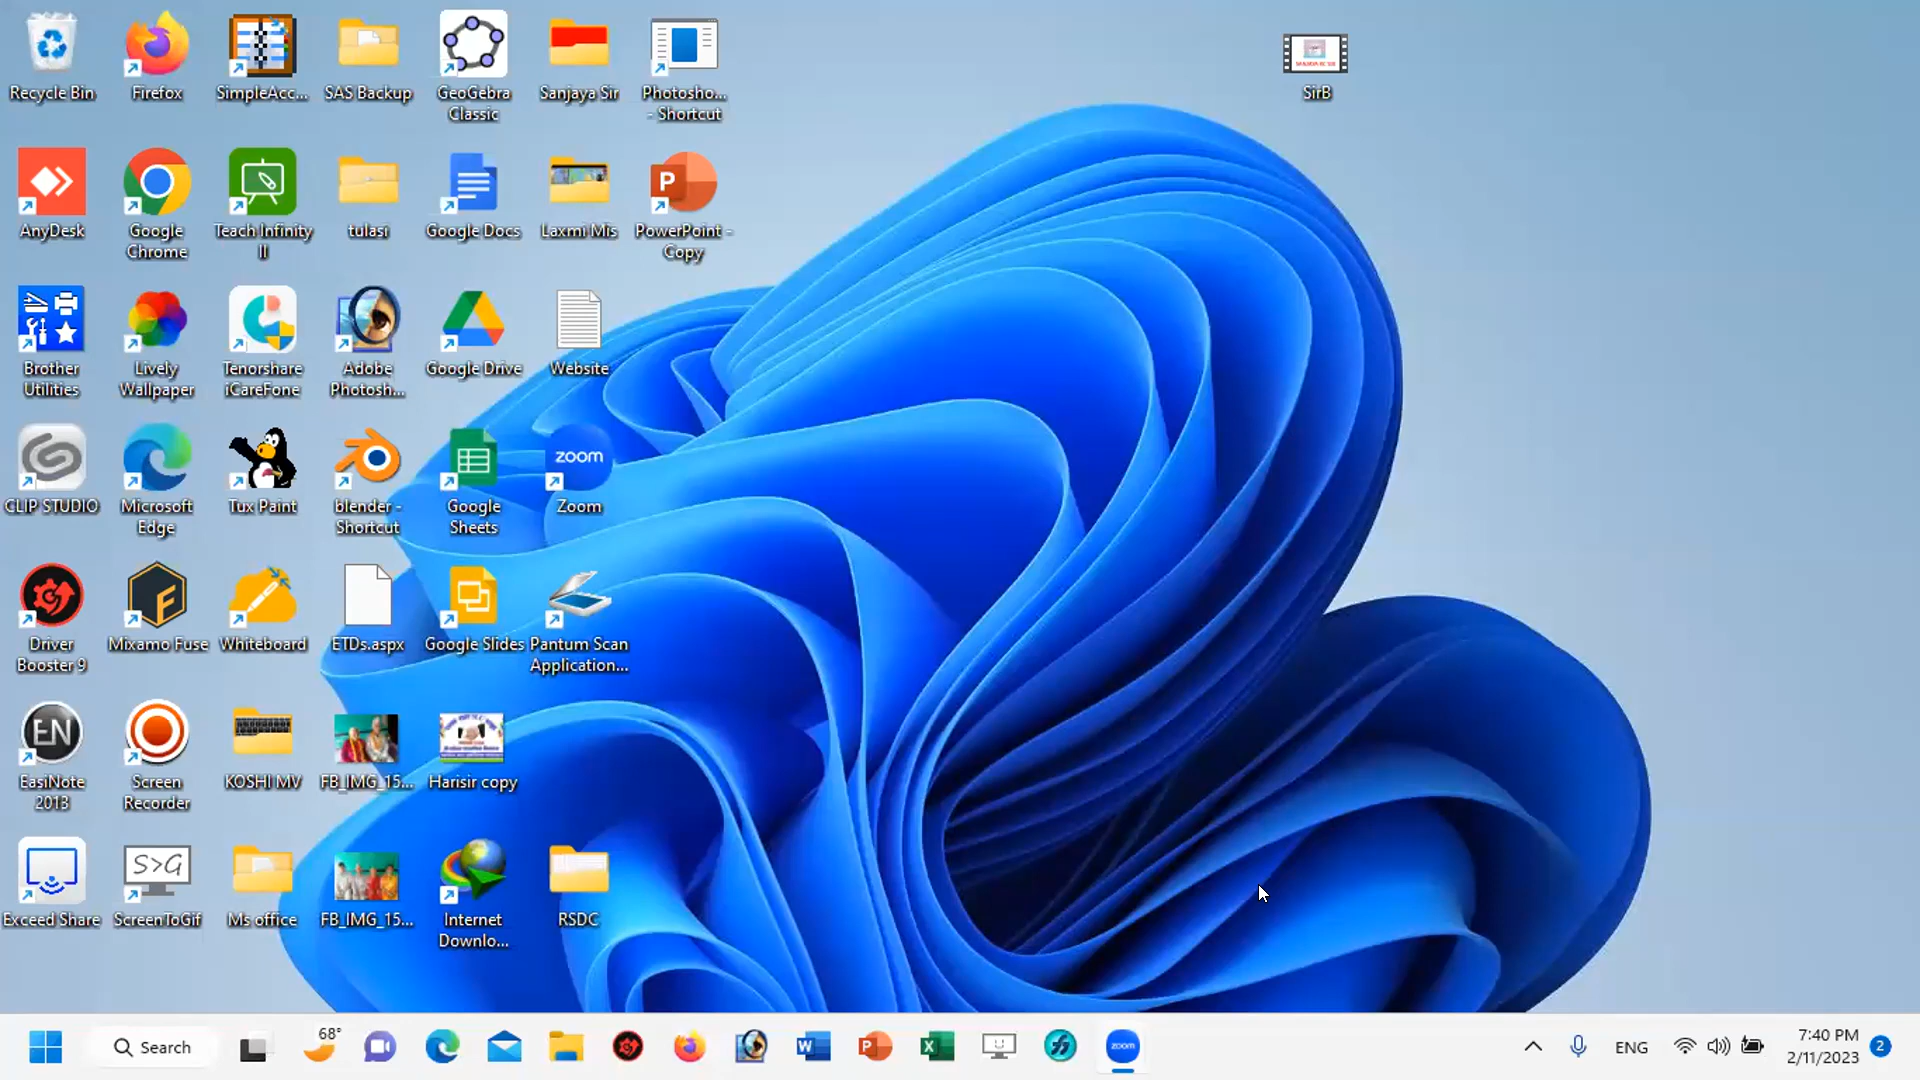 Recycle Bin
Firefox
SimpleAcc...
SAS Backup
GeoGebra
Classic
Sanjaya Sir
Photosho...
- Shortcut
SirB
AnyDesk
Google
Chrome
Teach Infinity
II
tulasi
Google Docs
Laxmi Mis
P
PowerPoint -
Copy
Brother
Utilities
Lively
Wallpaper
Tenorshare
iCareFone
Adobe
Photosh...
Google Drive
Website
CLIP STUDIO
Microsoft
Edge
Tux Paint
blender -
Shortcut
Google
Sheets
zoom
Zoom
Driver
Booster 9
F
Mixamo Fuse
Whiteboard
ETDs.aspx
Google Slides
Pantum Scan
Application...
EN
EasiNote
2013
Screen
Recorder
KOSHI MV
FB_IMG_15...
Harisir copy
Exceed Share
S>G
ScreenToGif
Ms office
FB_IMG_15...
Internet
Downlo...
RSDC
Search
68°
W
P
X
zoom
ENG
7:40 PM
2/11/2023
2